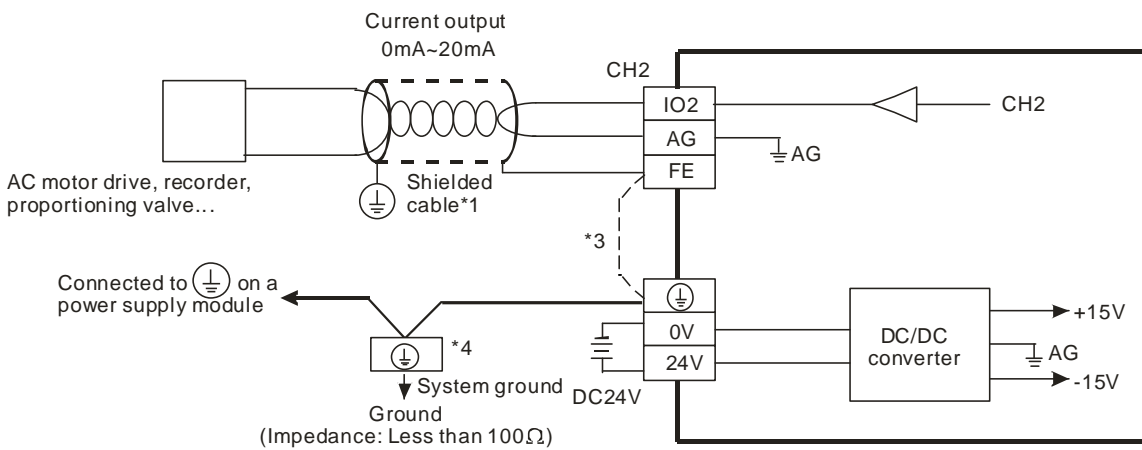 Current output
0mA~20mA
CH2
IO2
CH2
AG
AG
FE
AC motor drive, recorder,
proportioning valve...
Shielded
cable*1
*3
Connected to on a
power supply module
*4
0V
24V
DC24V
DC/DC
converter
+15V
AG
-15V
System ground
Ground
(Impedance: Less than 100Ω)